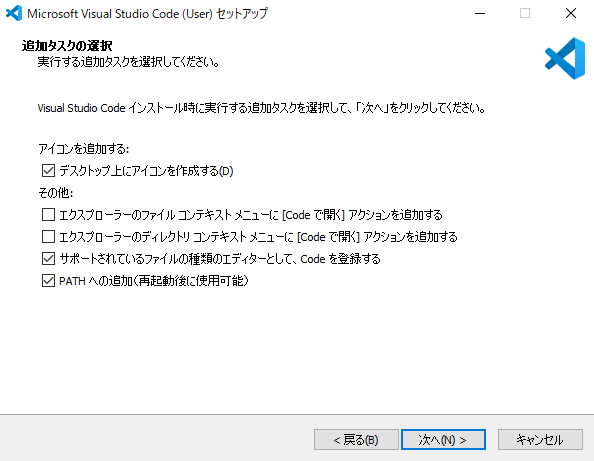 Microsoft Visual Studio Code (User) セットアップ
追加タスクの選択
実行する追加タスクを選択してください。
Visual Studio Code インストール時に実行する追加タスクを選択して、「次へ」をクリックしてください。
アイコンを追加する:
デスクトップ上にアイコンを作成する(D)
その他:
エクスプローラーのファイル コンテキスト メニューに [Code で開く] アクションを追加する
エクスプローラーのディレクトリ コンテキスト メニューに [Code で開く] アクションを追加する
サポートされているファイルの種類のエディターとして、Code を登録する
PATH への追加（再起動後に使用可能）
< 戻る(B)
次へ(N) >
キャンセル